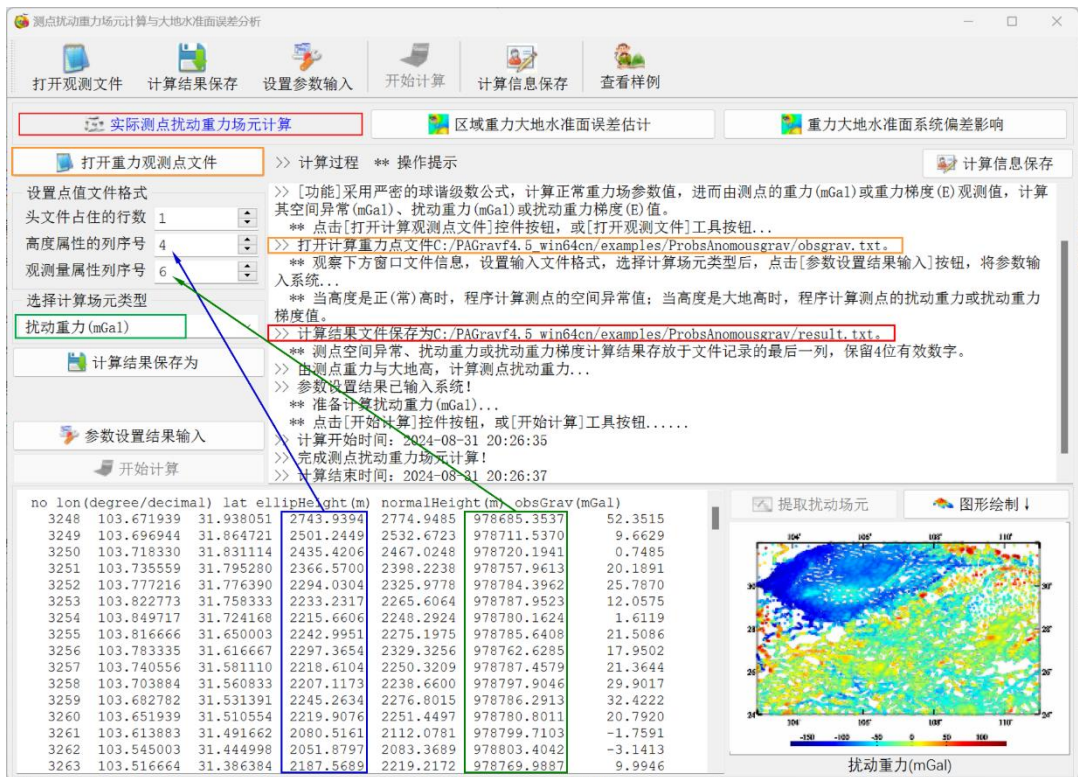 测点扰动重力场元计算与大地水准面误差分析
打开观测文件 计算结果保存 设置参数输入 开始计算 计算信息保存 查看样例
实际测点扰动重力场元计算 区域重力大地水准面误差估计 重力大地水准面系统偏差影响
打开重力观测点文件
设置点值文件格式
头文件占住的行数 1
高度属性的列序号 4
观测量属性列序号 6
选择计算场元类型
扰动重力(mGal)
计算结果保存为
参数设置结果输入
开始计算
>> 计算过程 ** 操作提示
计算信息保存
>> [功能]采用严密的球谐级数公式，计算正常重力场参数值，进而由测点的重力(mGal)或重力梯度(E)观测值，计算
其空间异常(mGal)、扰动重力(mGal)或扰动重力梯度(E)值。
** 点击[打开计算观测点文件]控件按钮，或[打开观测文件]工具按钮...
>> 打开计算重力点文件C:/PAGravf4.5_win64cn/examples/ProbsAnomousgrav/obsgrav.txt。
** 观察下方窗口文件信息，设置输入文件格式，选择计算场元类型后，点击[参数设置结果输入]按钮，将参数输
入系统...
** 当高度是正(常)高时，程序计算测点的空间异常值；当高度是大地高时，程序计算测点的扰动重力或扰动重力
梯度值。
>> 计算结果文件保存为C:/PAGravf4.5_win64cn/examples/ProbsAnomousgrav/result.txt。
** 测点空间异常、扰动重力或扰动重力梯度计算结果存放于文件记录的最后一列，保留4位有效数字。
>> 由测点重力与大地高，计算测点扰动重力...
>> 参数设置结果已输入系统！
** 准备计算扰动重力(mGal)...
** 点击[开始计算]控件按钮，或[开始计算]工具按钮......
>> 计算开始时间：2024-08-31 20:26:35
>> 完成测点扰动重力场元计算！
>> 计算结束时间：2024-08-31 20:26:37
no lon(degree/decimal) lat ellipHeight(m) normalHeight(m) obsGrav(mGal)
3248 103.671939 31.938051 2743.9394 2774.9485 978685.3537 52.3515
3249 103.696944 31.864721 2501.2449 2532.6723 978711.5370 9.6629
3250 103.718330 31.831114 2435.4206 2467.0248 978720.1941 0.7485
3251 103.735559 31.795203 2366.5700 2398.2238 978757.9613 20.1891
3252 103.777216 31.776390 2294.0304 2325.9778 978784.3962 25.7870
3253 103.822773 31.758333 2233.2817 2265.6064 978787.9523 12.0575
3254 103.849717 31.724168 2215.6606 2248.2924 978780.1624 1.6119
3255 103.816666 31.650003 2242.9951 2275.1975 978785.6408 21.5086
3256 103.783335 31.616667 2297.3654 2329.3256 978762.6285 17.9502
3257 103.740556 31.581110 2218.6104 2250.3209 978787.4579 21.3644
3258 103.703884 31.560833 2207.1173 2238.6600 978797.9046 29.9017
3259 103.682780 31.531391 2245.2634 2276.8015 978786.2913 32.4222
3260 103.651839 31.510554 2219.9076 2251.4497 978780.8011 20.7920
3261 103.613883 31.491662 2080.5161 2112.0781 978799.7103 -1.7591
3262 103.545003 31.444998 2051.8797 2083.3689 978803.4042 -3.1413
3263 103.516664 31.386384 2187.5689 2219.2172 978769.9887 9.9946
提取扰动场元 图形绘制↓
104° 106° 108° 110°
30° 30°
28° 28°
26° 26°
24° 24°
104° 106° 108° 110°
-150 -100 -50 0 50 100
扰动重力(mGal)